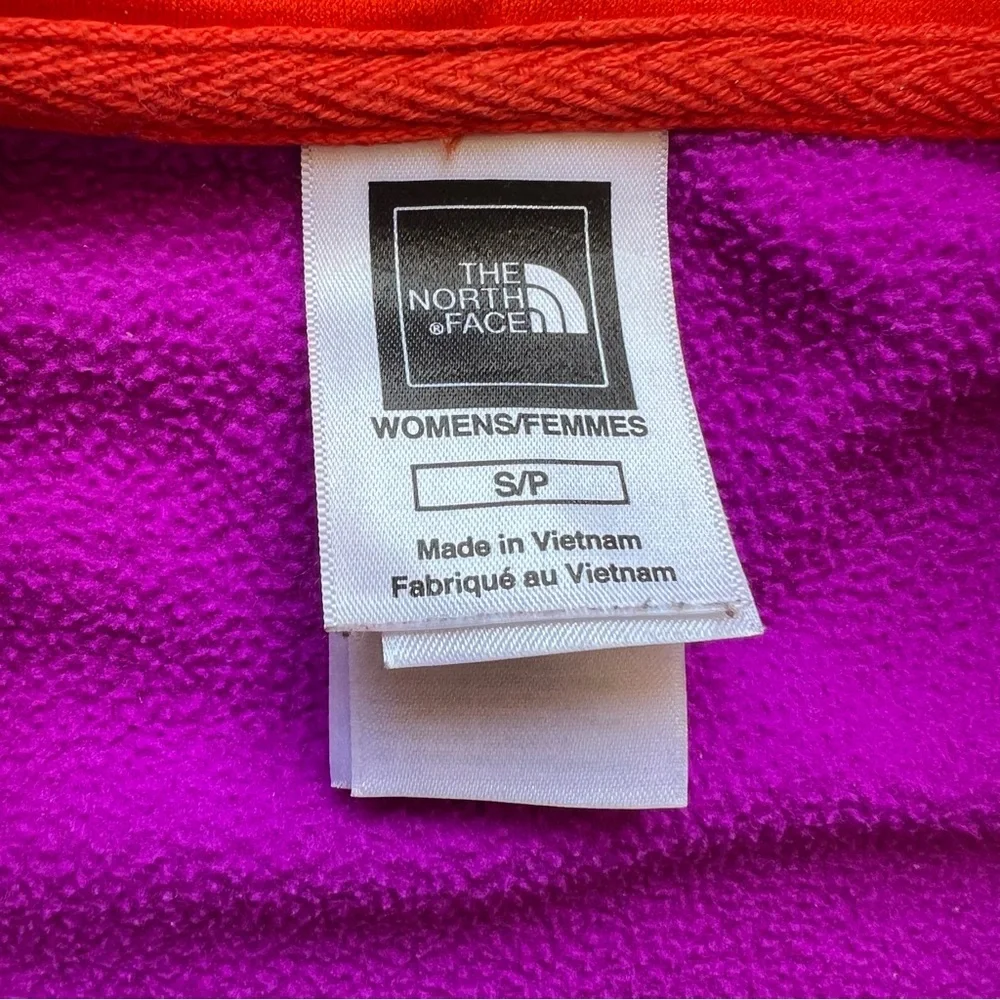 THE
NORTH
®FACE
WOMENS/FEMMES
S/P
Made in Vietnam
Fabriqué au Vietnam